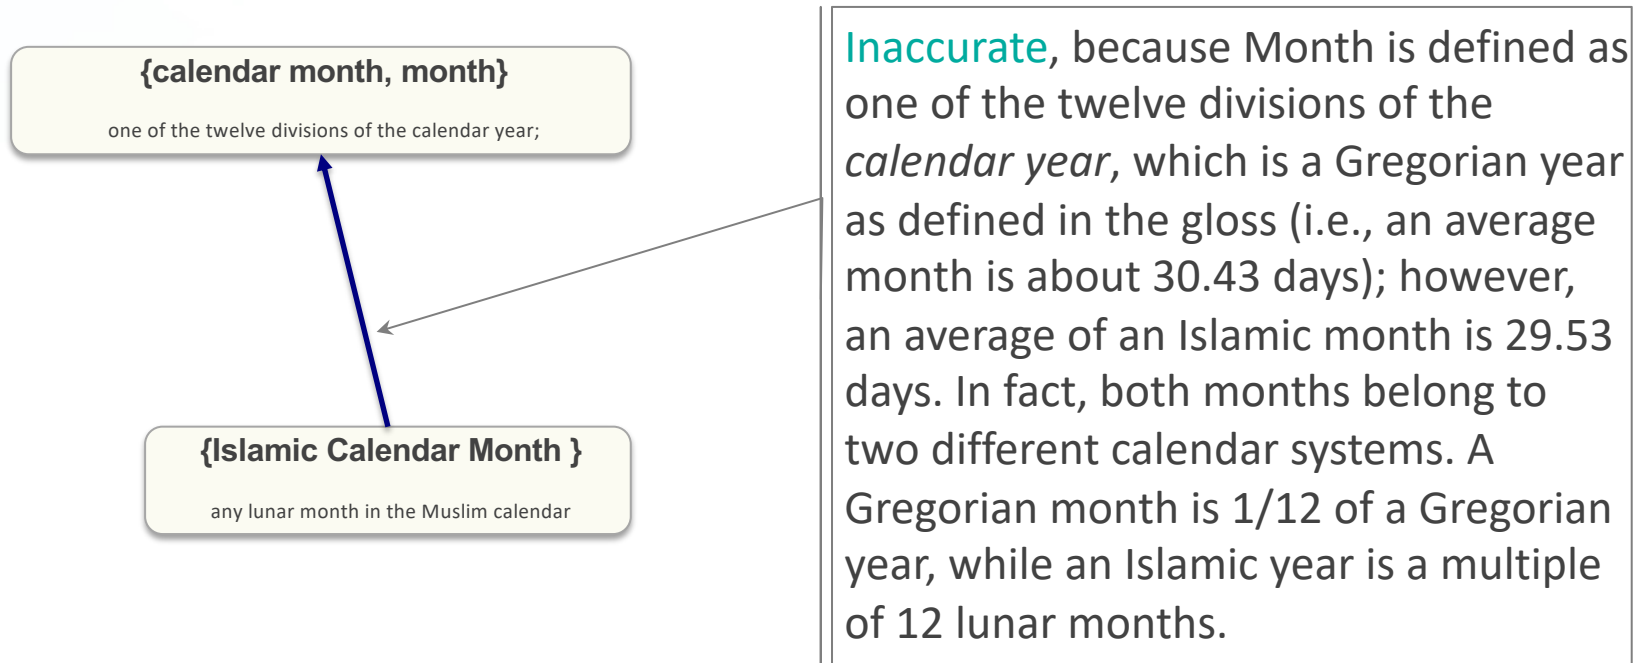 {calendar month, month}
one of the twelve divisions of the calendar year;
{Islamic Calendar Month }
any lunar month in the Muslim calendar
Inaccurate, because Month is defined as
one of the twelve divisions of the
calendar year, which is a Gregorian year
as defined in the gloss (i.e., an average
month is about 30.43 days); however,
an average of an Islamic month is 29.53
days. In fact, both months belong to
two different calendar systems. A
Gregorian month is 1/12 of a Gregorian
year, while an Islamic year is a multiple
of 12 lunar months.